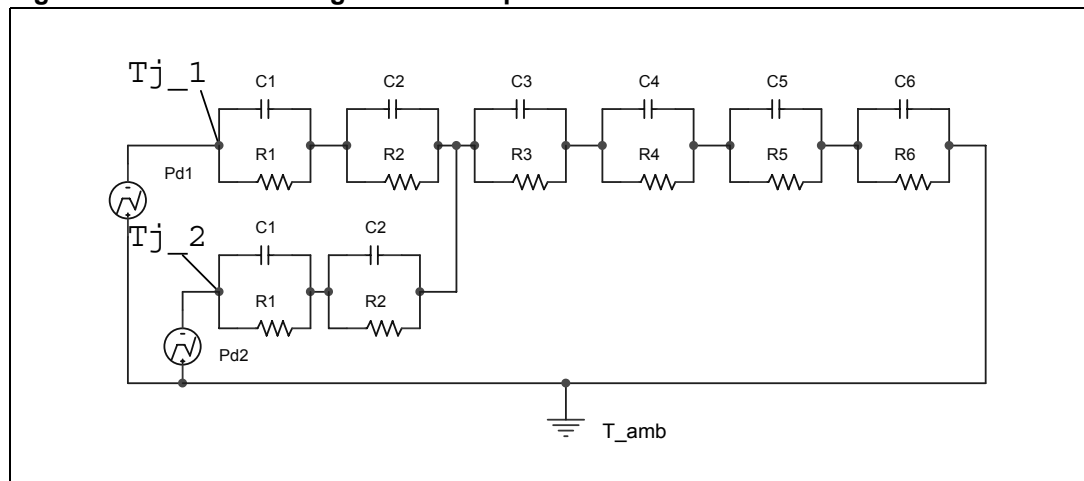 Tj_1
C1 C2 C3 C4 C5 C6
R1 R2 R3 R4 R5 R6
Pd1
Tj_2
C1 C2
R1 R2
Pd2
T_amb